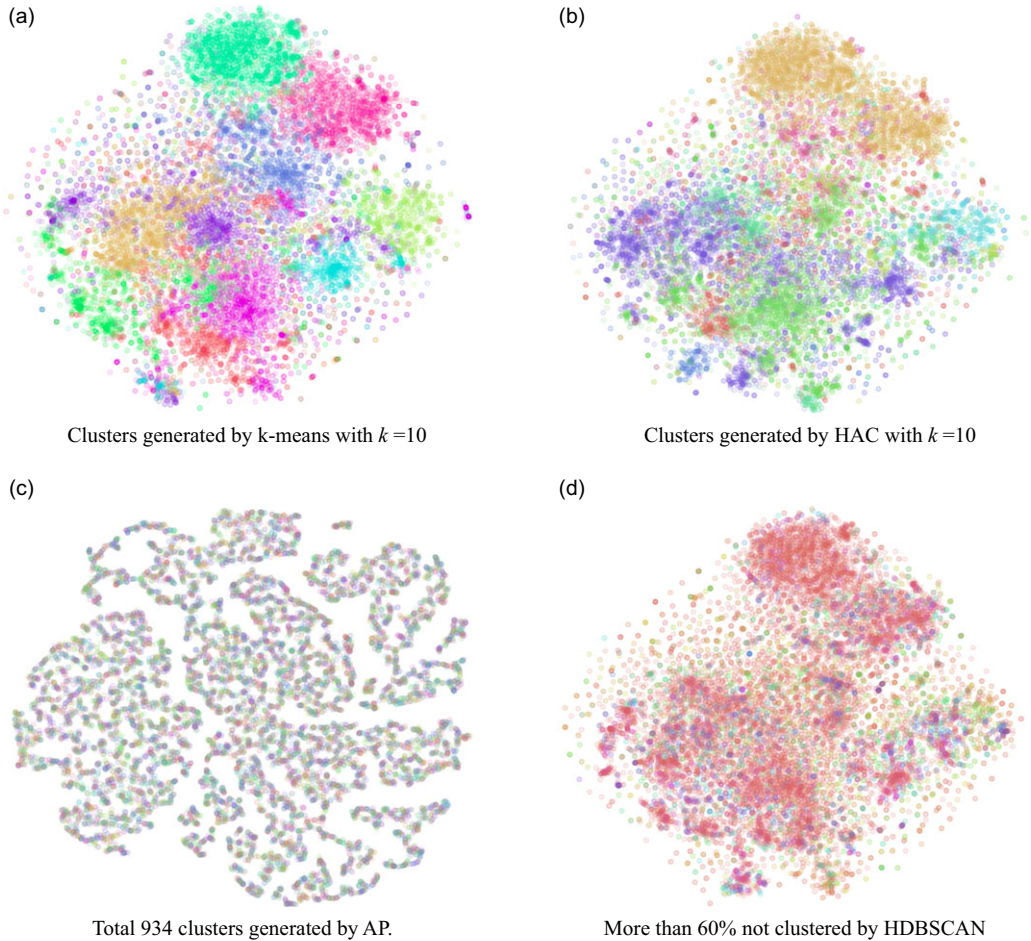 (a)
(b)
Clusters generated by k-means with k =10
Clusters generated by HAC with k =10
(c)
(d)
Total 934 clusters generated by AP.
More than 60% not clustered by HDBSCAN